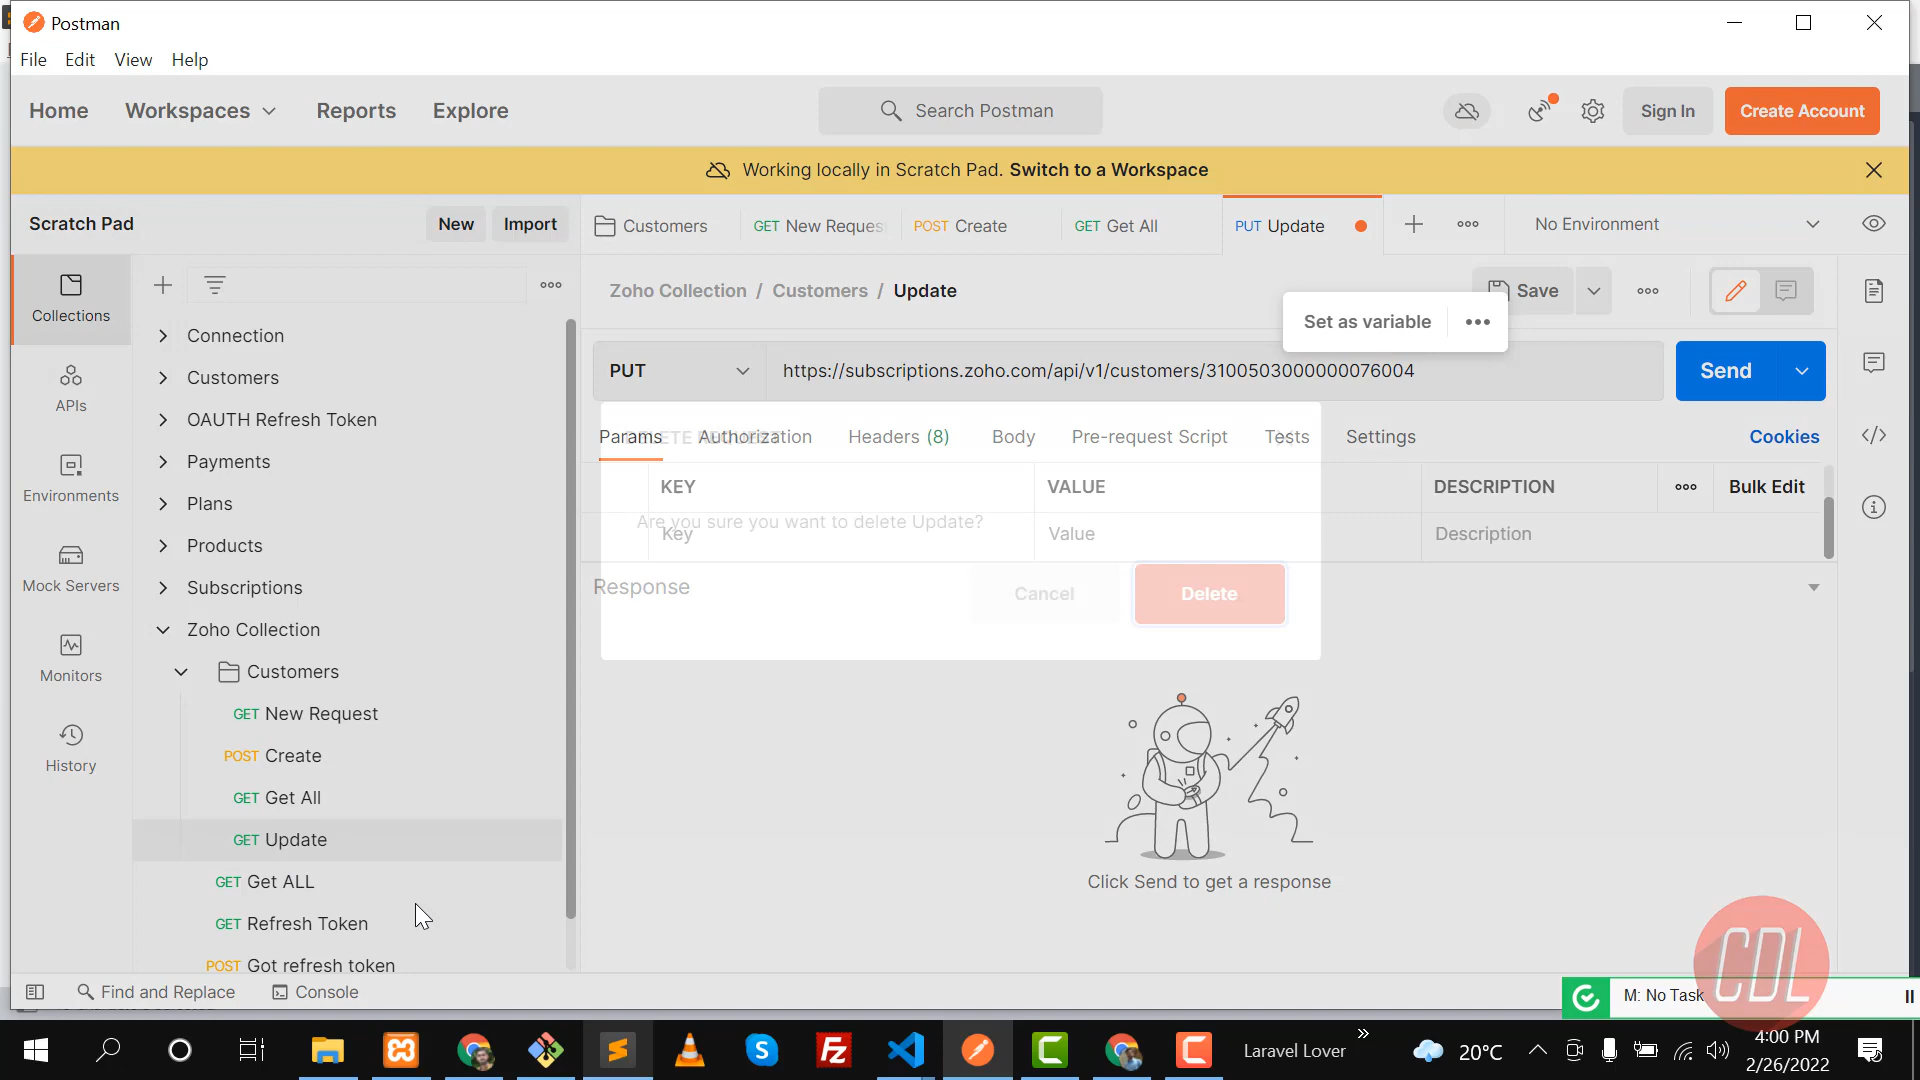 Postman
File Edit View Help
Home Workspaces Reports Explore
Search Postman
Sign In Create Account
Working locally in Scratch Pad. Switch to a Workspace
Scratch Pad New Import
Customers GET New Reques POST Create GET Get All PUT Update No Environment
Collections
APIs
Environments
Mock Servers
Monitors
History
Connection
Customers
OAUTH Refresh Token
Payments
Plans
Products
Subscriptions
Zoho Collection
Customers
GET New Request
POST Create
GET Get All
GET Update
GET Get ALL
GET Refresh Token
POST Got refresh token
Zoho Collection / Customers / Update
Save
Set as variable
PUT https://subscriptions.zoho.com/api/v1/customers/3100503000000076004 Send
Params Authorization Headers (8) Body Pre-request Script Tests Settings Cookies
DELETE REQUEST
KEY VALUE DESCRIPTION Bulk Edit
Are you sure you want to delete Update?
Key Value Description
Response
Cancel Delete
Click Send to get a response
Find and Replace Console
M: No Task
CDL
Laravel Lover
20°C
4:00 PM
2/26/2022